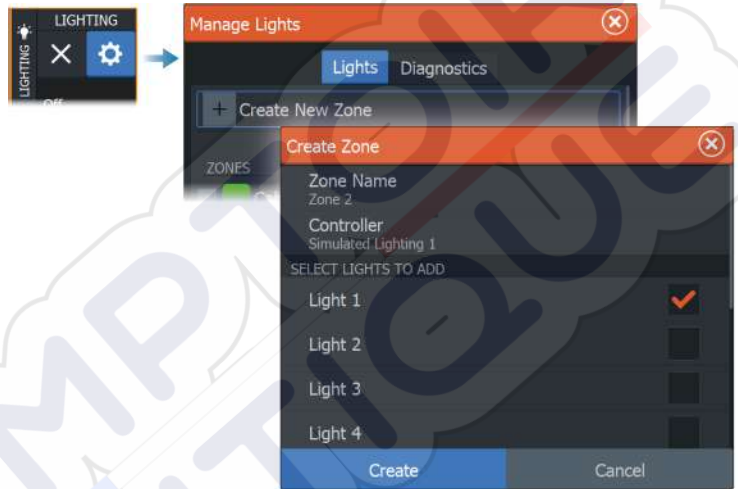 LIGHTING
LIGHTING
Off
Manage Lights
Lights Diagnostics
+ Create New Zone
ZONES
Create Zone
Zone Name
Zone 2
Controller
Simulated Lighting 1
SELECT LIGHTS TO ADD
Light 1
Light 2
Light 3
Light 4
Create Cancel